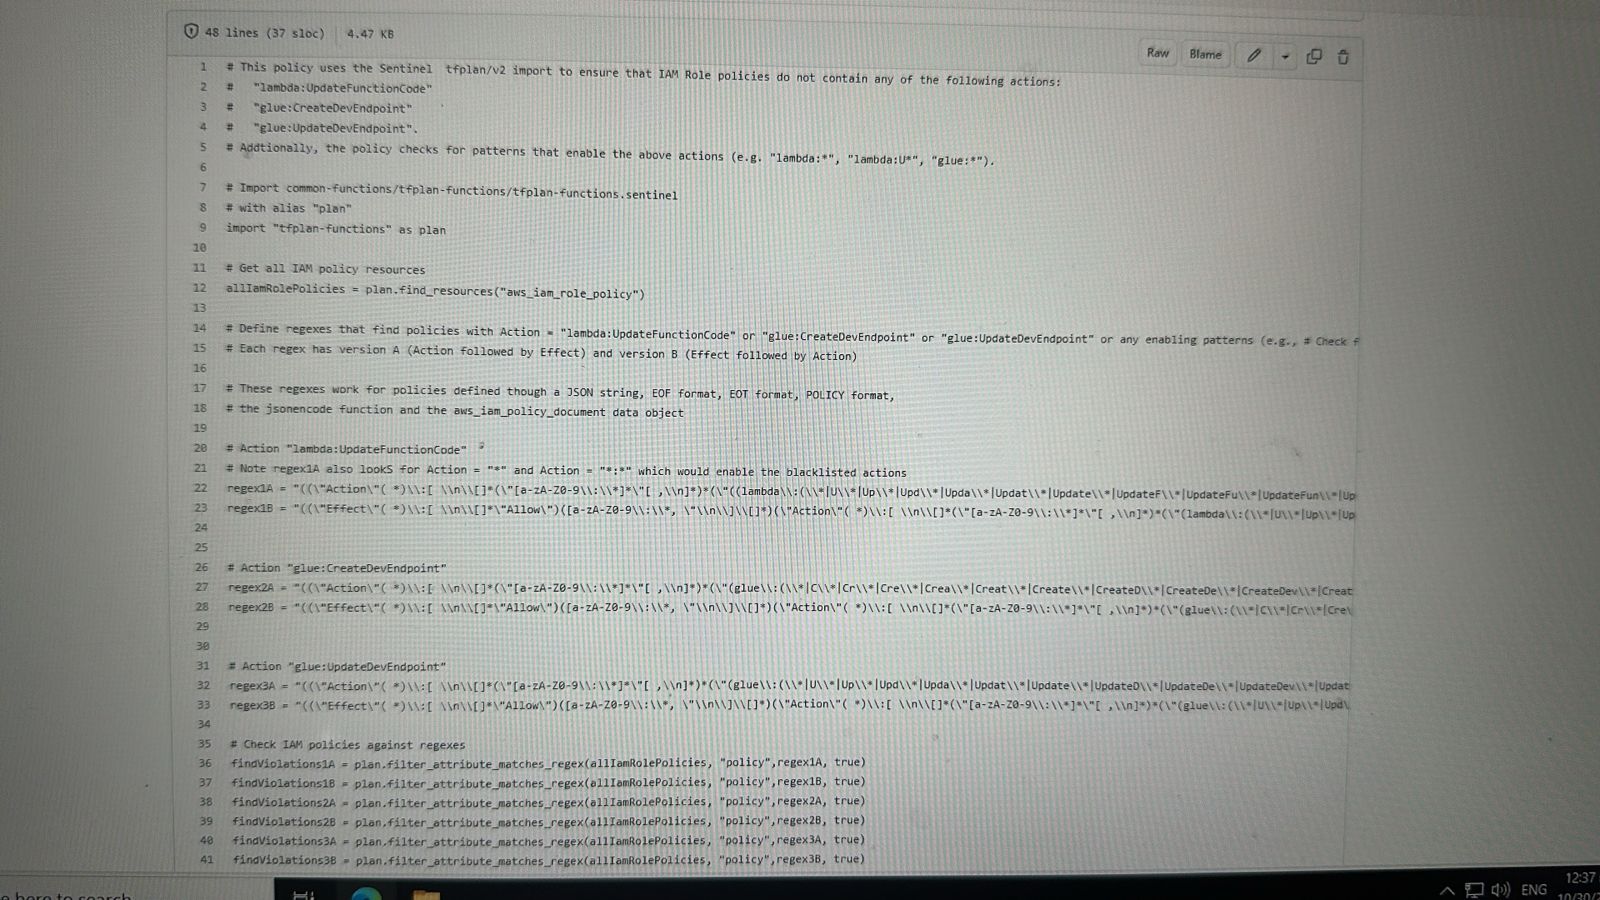 48 lines (37 sloc) 4.47 KB
Raw Blame
1 # This policy uses the Sentinel tfplan/v2 import to ensure that IAM Role policies do not contain any of the following actions:
2 # "lambda:UpdateFunctionCode"
3 # "glue:CreateDevEndpoint"
4 # "glue:UpdateDevEndpoint".
5 # Addtionally, the policy checks for patterns that enable the above actions (e.g. "lambda:*", "lambda:U*", "glue:*").
6
7 # Import common-functions/tfplan-functions/tfplan-functions.sentinel
8 # with alias "plan"
9 import "tfplan-functions" as plan
10
11 # Get all IAM policy resources
12 allIamRolePolicies = plan.find_resources("aws_iam_role_policy")
13
14 # Define regexes that find policies with Action = "lambda:UpdateFunctionCode" or "glue:CreateDevEndpoint" or "glue:UpdateDevEndpoint" or any enabling patterns (e.g., # Check f
15 # Each regex has version A (Action followed by Effect) and version B (Effect followed by Action)
16
17 # These regexes work for policies defined though a JSON string, EOF format, EOT format, POLICY format,
18 # the jsonencode function and the aws_iam_policy_document data object
19
20 # Action "lambda:UpdateFunctionCode"
21 # Note regex1A also lookS for Action = "*" and Action = "*:*" which would enable the blacklisted actions
22 regex1A = "((\"Action\"( *)\\:[ \\n\\[]*(\"[a-zA-Z0-9\\:\\*]*\"[ ,\\n]*)*(\"((lambda\\:(\\*|U\\*|Up\\*|Upd\\*|Upda\\*|Updat\\*|Update\\*|UpdateF\\*|UpdateFu\\*|UpdateFun\\*|Up
23 regex1B = "((\"Effect\"( *)\\:[ \\n\\[]*\"Allow\")([a-zA-Z0-9\\:\\*, \"\\n\\]\\[]*)(\"Action\"( *)\\:[ \\n\\[]*(\"[a-zA-Z0-9\\:\\*]*\"[ ,\\n]*)*(\"(lambda\\:(\\*|U\\*|Up\\*|Up
24
25
26 # Action "glue:CreateDevEndpoint"
27 regex2A = "((\"Action\"( *)\\:[ \\n\\[]*(\"[a-zA-Z0-9\\:\\*]*\"[ ,\\n]*)*(\"(glue\\:(\\*|C\\*|Cr\\*|Cre\\*|Crea\\*|Creat\\*|Create\\*|CreateD\\*|CreateDe\\*|CreateDev\\*|Creat
28 regex2B = "((\"Effect\"( *)\\:[ \\n\\[]*\"Allow\")([a-zA-Z0-9\\:\\*, \"\\n\\]\\[]*)(\"Action\"( *)\\:[ \\n\\[]*(\"[a-zA-Z0-9\\:\\*]*\"[ ,\\n]*)*(\"(glue\\:(\\*|C\\*|Cr\\*|Cre\
29
30
31 # Action "glue:UpdateDevEndpoint"
32 regex3A = "((\"Action\"( *)\\:[ \\n\\[]*(\"[a-zA-Z0-9\\:\\*]*\"[ ,\\n]*)*(\"(glue\\:(\\*|U\\*|Up\\*|Upd\\*|Upda\\*|Updat\\*|Update\\*|UpdateD\\*|UpdateDe\\*|UpdateDev\\*|Updat
33 regex3B = "((\"Effect\"( *)\\:[ \\n\\[]*\"Allow\")([a-zA-Z0-9\\:\\*, \"\\n\\]\\[]*)(\"Action\"( *)\\:[ \\n\\[]*(\"[a-zA-Z0-9\\:\\*]*\"[ ,\\n]*)*(\"(glue\\:(\\*|U\\*|Up\\*|Upd\
34
35 # Check IAM policies against regexes
36 findViolations1A = plan.filter_attribute_matches_regex(allIamRolePolicies, "policy",regex1A, true)
37 findViolations1B = plan.filter_attribute_matches_regex(allIamRolePolicies, "policy",regex1B, true)
38 findViolations2A = plan.filter_attribute_matches_regex(allIamRolePolicies, "policy",regex2A, true)
39 findViolations2B = plan.filter_attribute_matches_regex(allIamRolePolicies, "policy",regex2B, true)
40 findViolations3A = plan.filter_attribute_matches_regex(allIamRolePolicies, "policy",regex3A, true)
41 findViolations3B = plan.filter_attribute_matches_regex(allIamRolePolicies, "policy",regex3B, true)
12:37
ENG